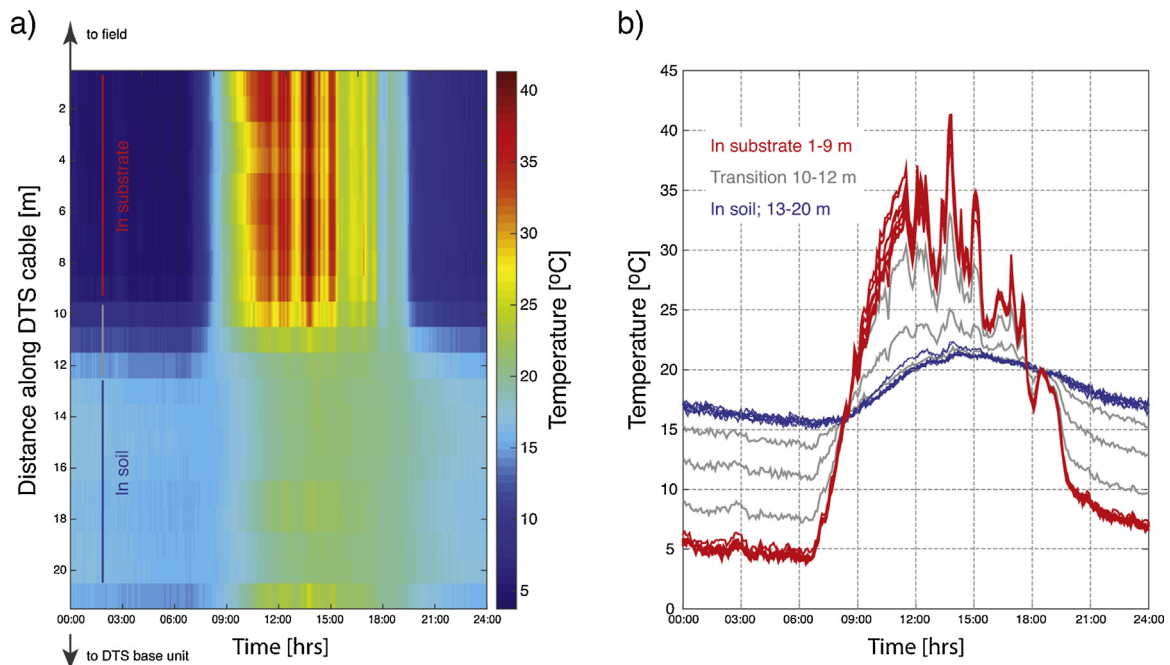 a)
to field
Distance along DTS cable [m]
2
4
6
8
10
12
14
16
18
20
In substrate
In soil
00:00 03:00 06:00 09:00 12:00 15:00 18:00 21:00 24:00
Time [hrs]
to DTS base unit
Temperature [ºC]
40
35
30
25
20
15
10
5
b)
Temperature [ºC]
45
40
35
30
25
20
15
10
5
0
In substrate 1-9 m
Transition 10-12 m
In soil; 13-20 m
00:00 03:00 06:00 09:00 12:00 15:00 18:00 21:00 24:00
Time [hrs]